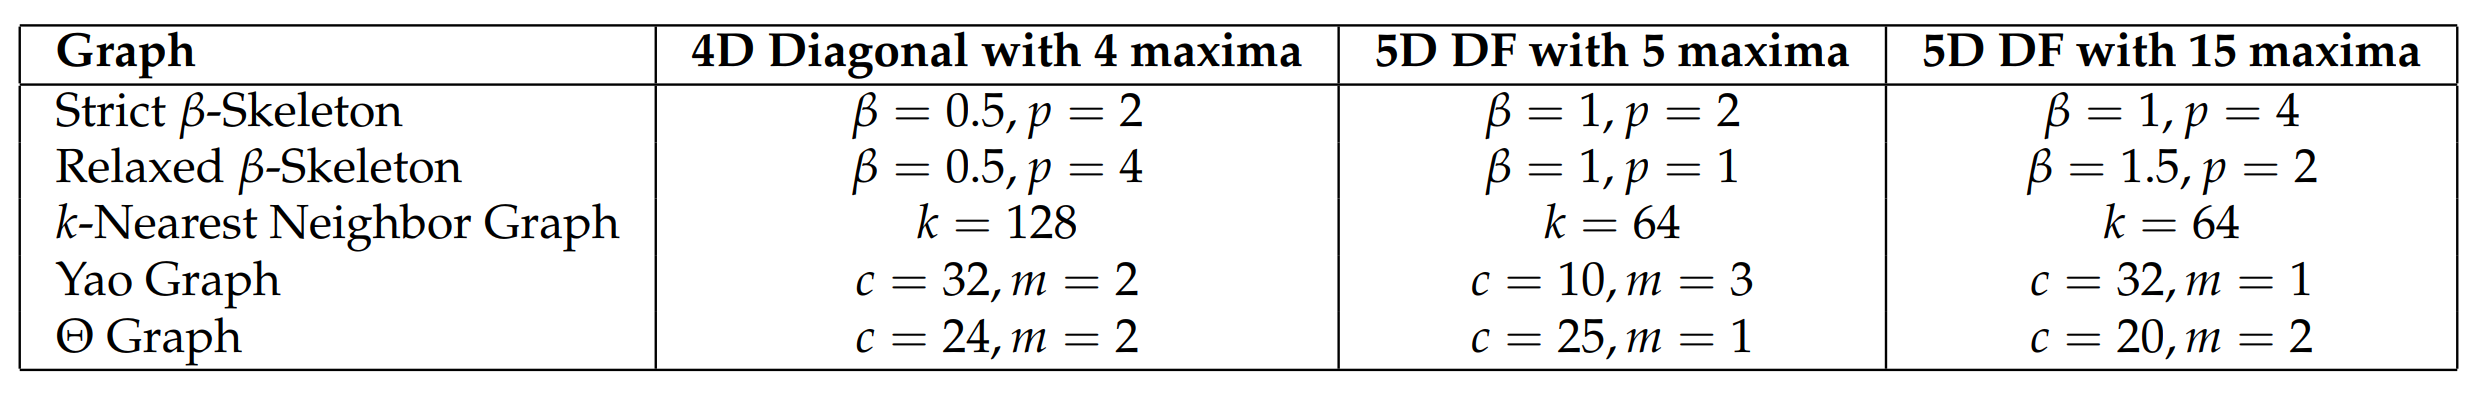 Graph 4D Diagonal with 4 maxima 5D DF with 5 maxima 5D DF with 15 maxima
Strict β-Skeleton β = 0.5, p = 2 β = 1, p = 2 β = 1, p = 4
Relaxed β-Skeleton β = 0.5, p = 4 β = 1, p = 1 β = 1.5, p = 2
k-Nearest Neighbor Graph k = 128 k = 64 k = 64
Yao Graph c = 32, m = 2 c = 10, m = 3 c = 32, m = 1
Θ Graph c = 24, m = 2 c = 25, m = 1 c = 20, m = 2